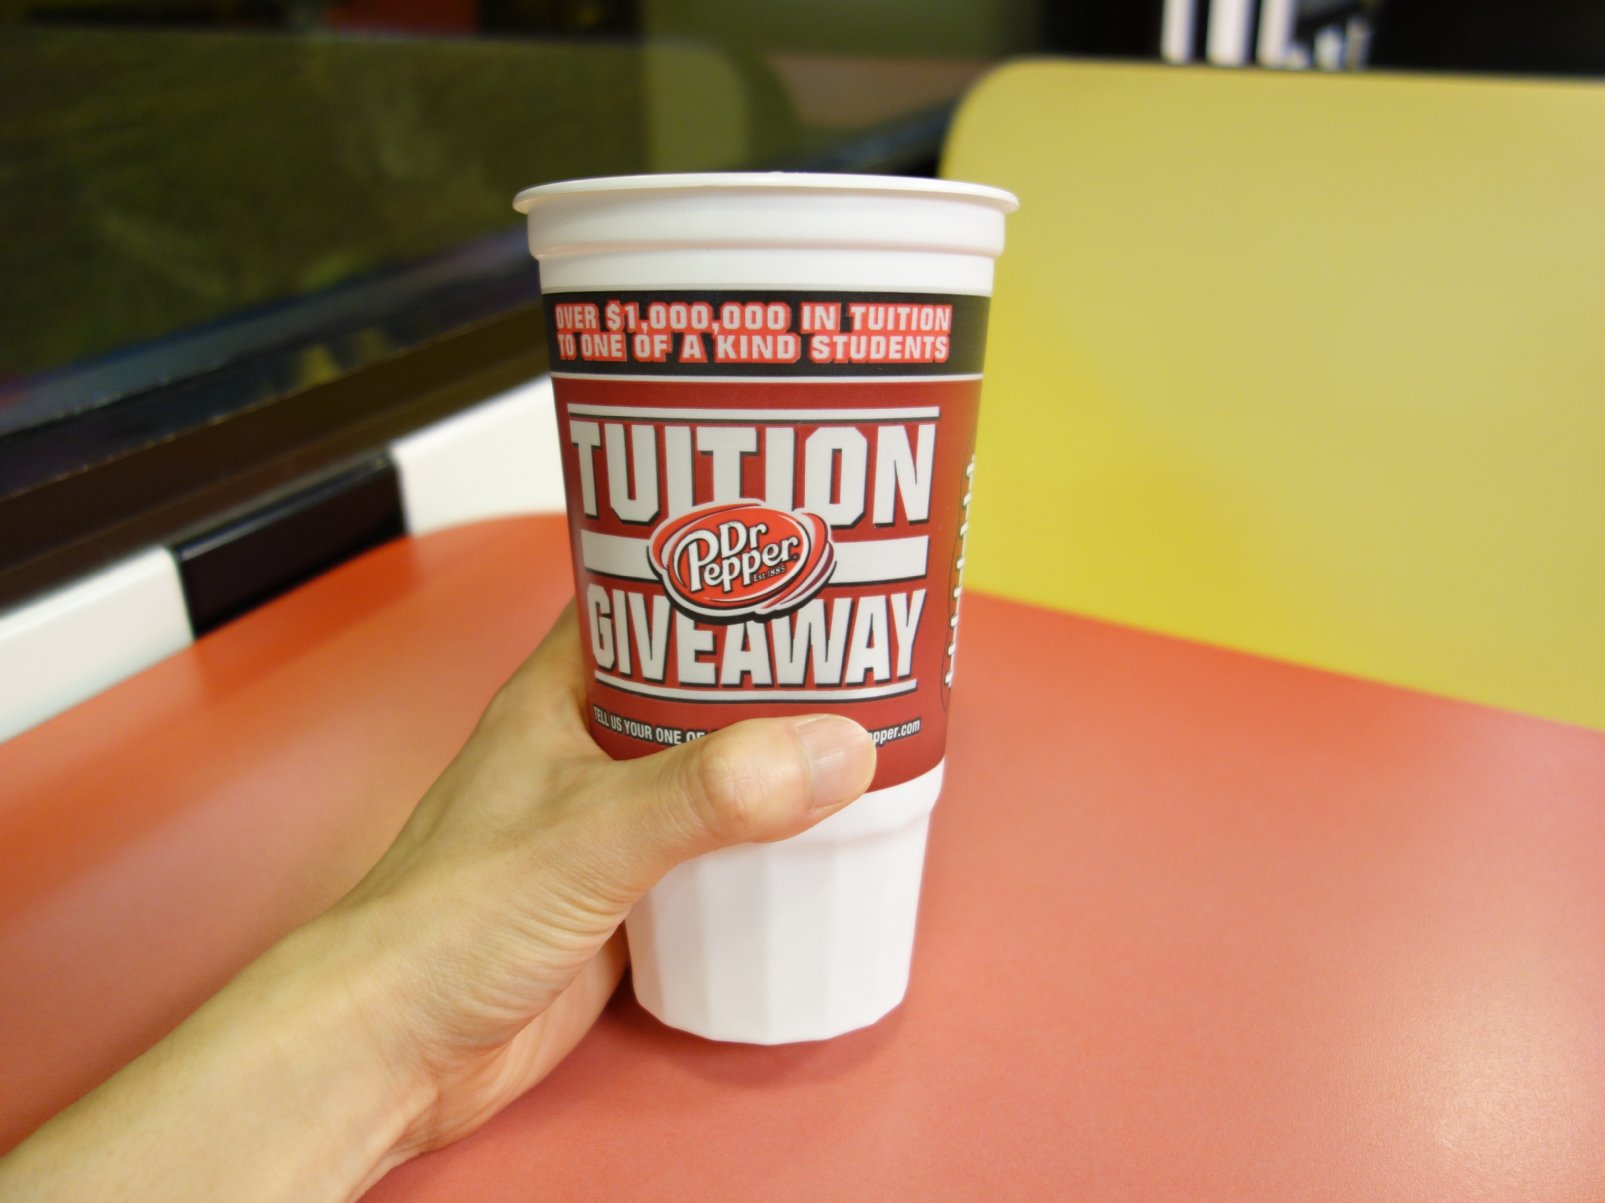 OVER $1,000,000 IN TUITION
TO ONE OF A KIND STUDENTS
TUITION
Dr
Pepper
Est. 1885
GIVEAWAY
TELL US YOUR ONE OF pper.com